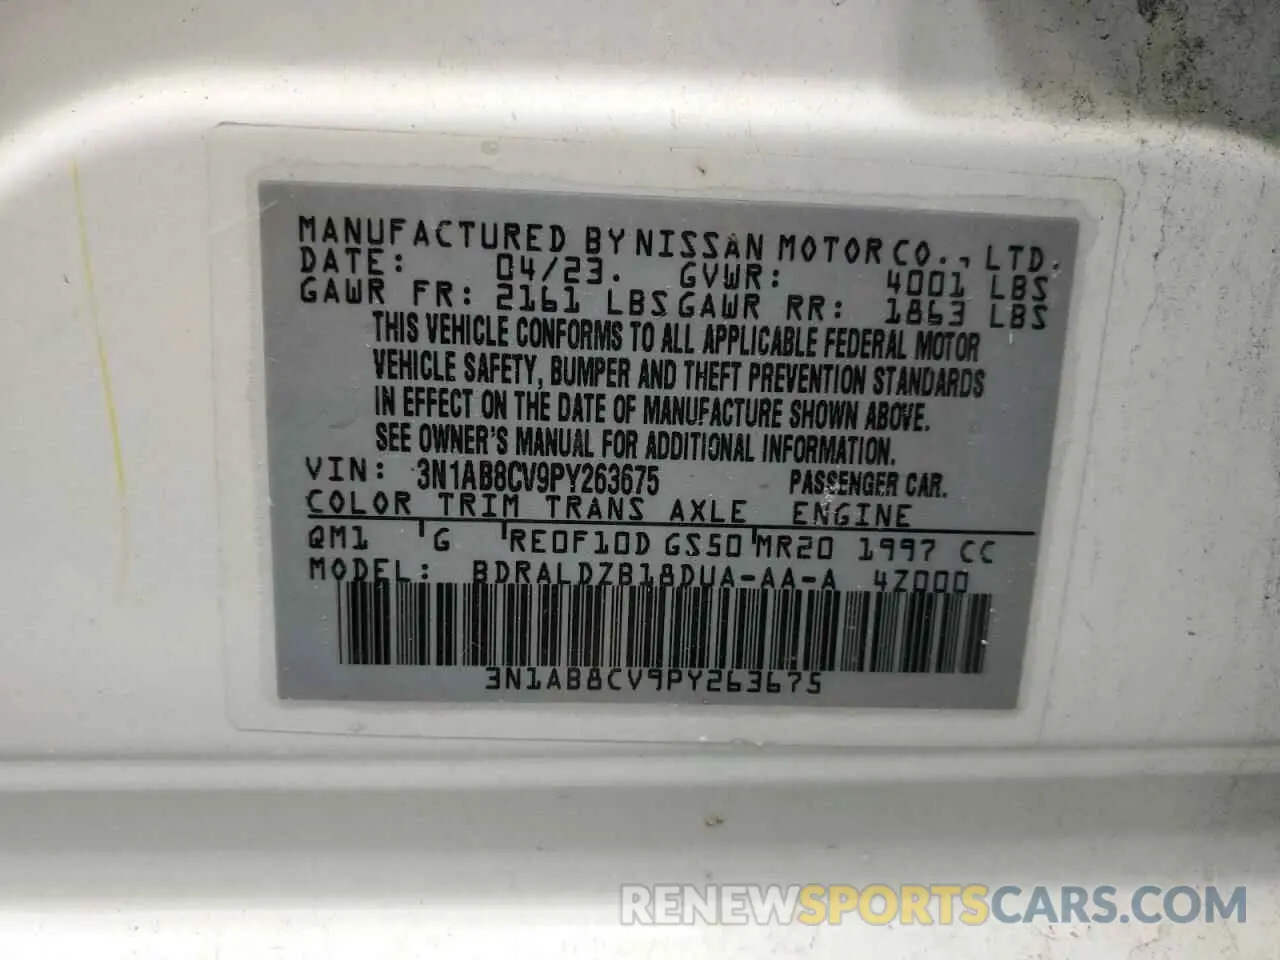 MANUFACTURED BY NISSAN MOTOR CO., LTD.
DATE: 04/23. GVWR: 4001 LBS
GAWR FR: 2161 LBS GAWR RR: 1863 LBS
THIS VEHICLE CONFORMS TO ALL APPLICABLE FEDERAL MOTOR
VEHICLE SAFETY, BUMPER AND THEFT PREVENTION STANDARDS
IN EFFECT ON THE DATE OF MANUFACTURE SHOWN ABOVE.
SEE OWNER'S MANUAL FOR ADDITIONAL INFORMATION.
VIN: 3N1AB8CV9PY263675 PASSENGER CAR.
COLOR TRIM TRANS AXLE ENGINE
QM1 G RE0F10D GS50 MR20 1997 CC
MODEL: BDRALDZB18DUA-AA-A 4Z000
3N1AB8CV9PY263675
RENEWSPORTSCARS.COM